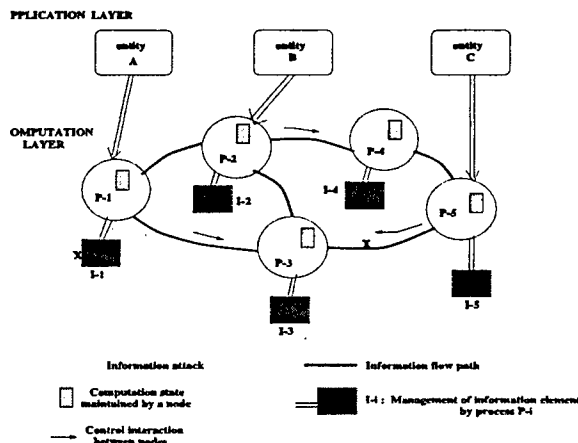 PPLICATION LAYER
entity
A
entity
B
entity
C
OMPUTATION
LAYER
P-1
P-2
P-4
P-5
P-3
I-2
I-4
X
I-1
X
I-3
I-5
Information attack
Information flow path
Computation state
maintained by a node
I-i : Management of information element
by process P-i
Control interaction
between nodes